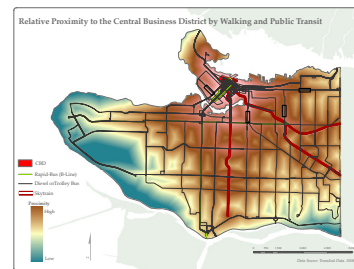 Relative Proximity to the Central Business District by Walking and Public Transit
CBD
Rapid-Bus (B-Line)
Diesel or Trolley Bus
Skytrain
Proximity
High
Low